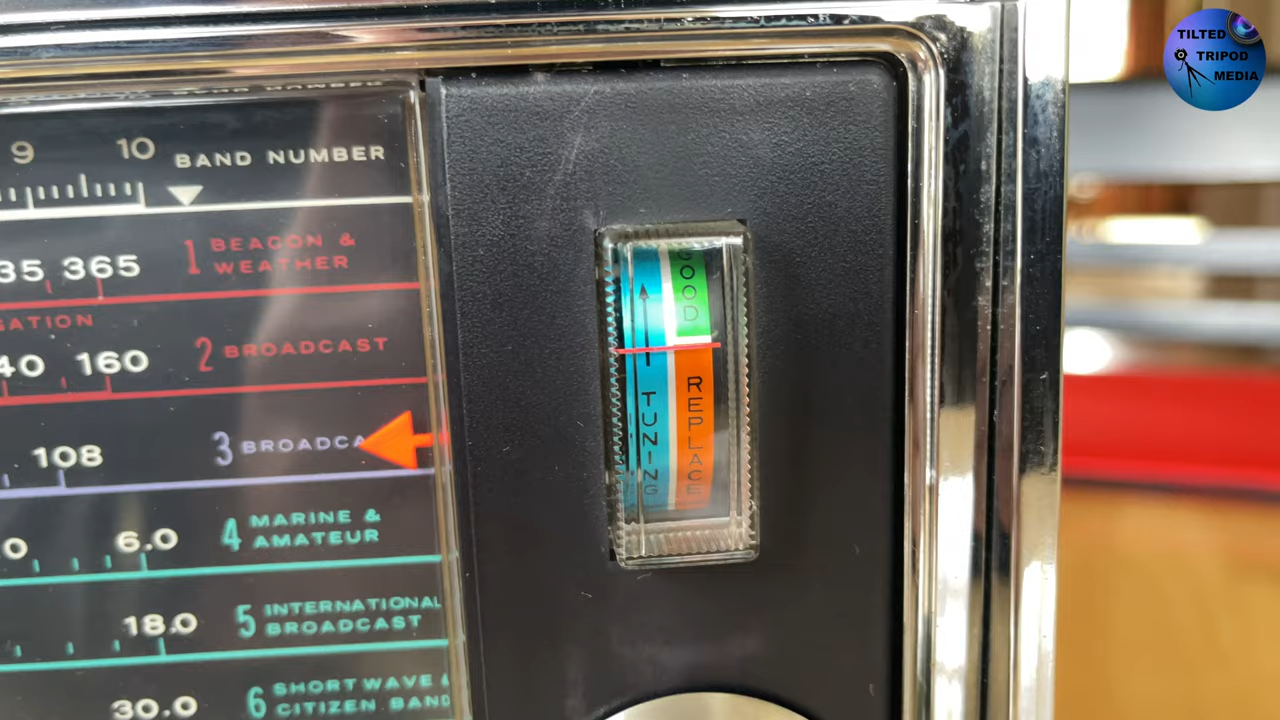 TILTED
TRIPOD
MEDIA
9 10 BAND NUMBER
35 365 1 BEACON &
WEATHER
GATION
40 160 2 BROADCAST
108 3 BROADCA
0 6.0 4 MARINE &
AMATEUR
18.0 5 INTERNATIONAL
BROADCAST
30.0 6 SHORT WAVE &
CITIZEN BAND
GOOD
TUNING
REPLACE